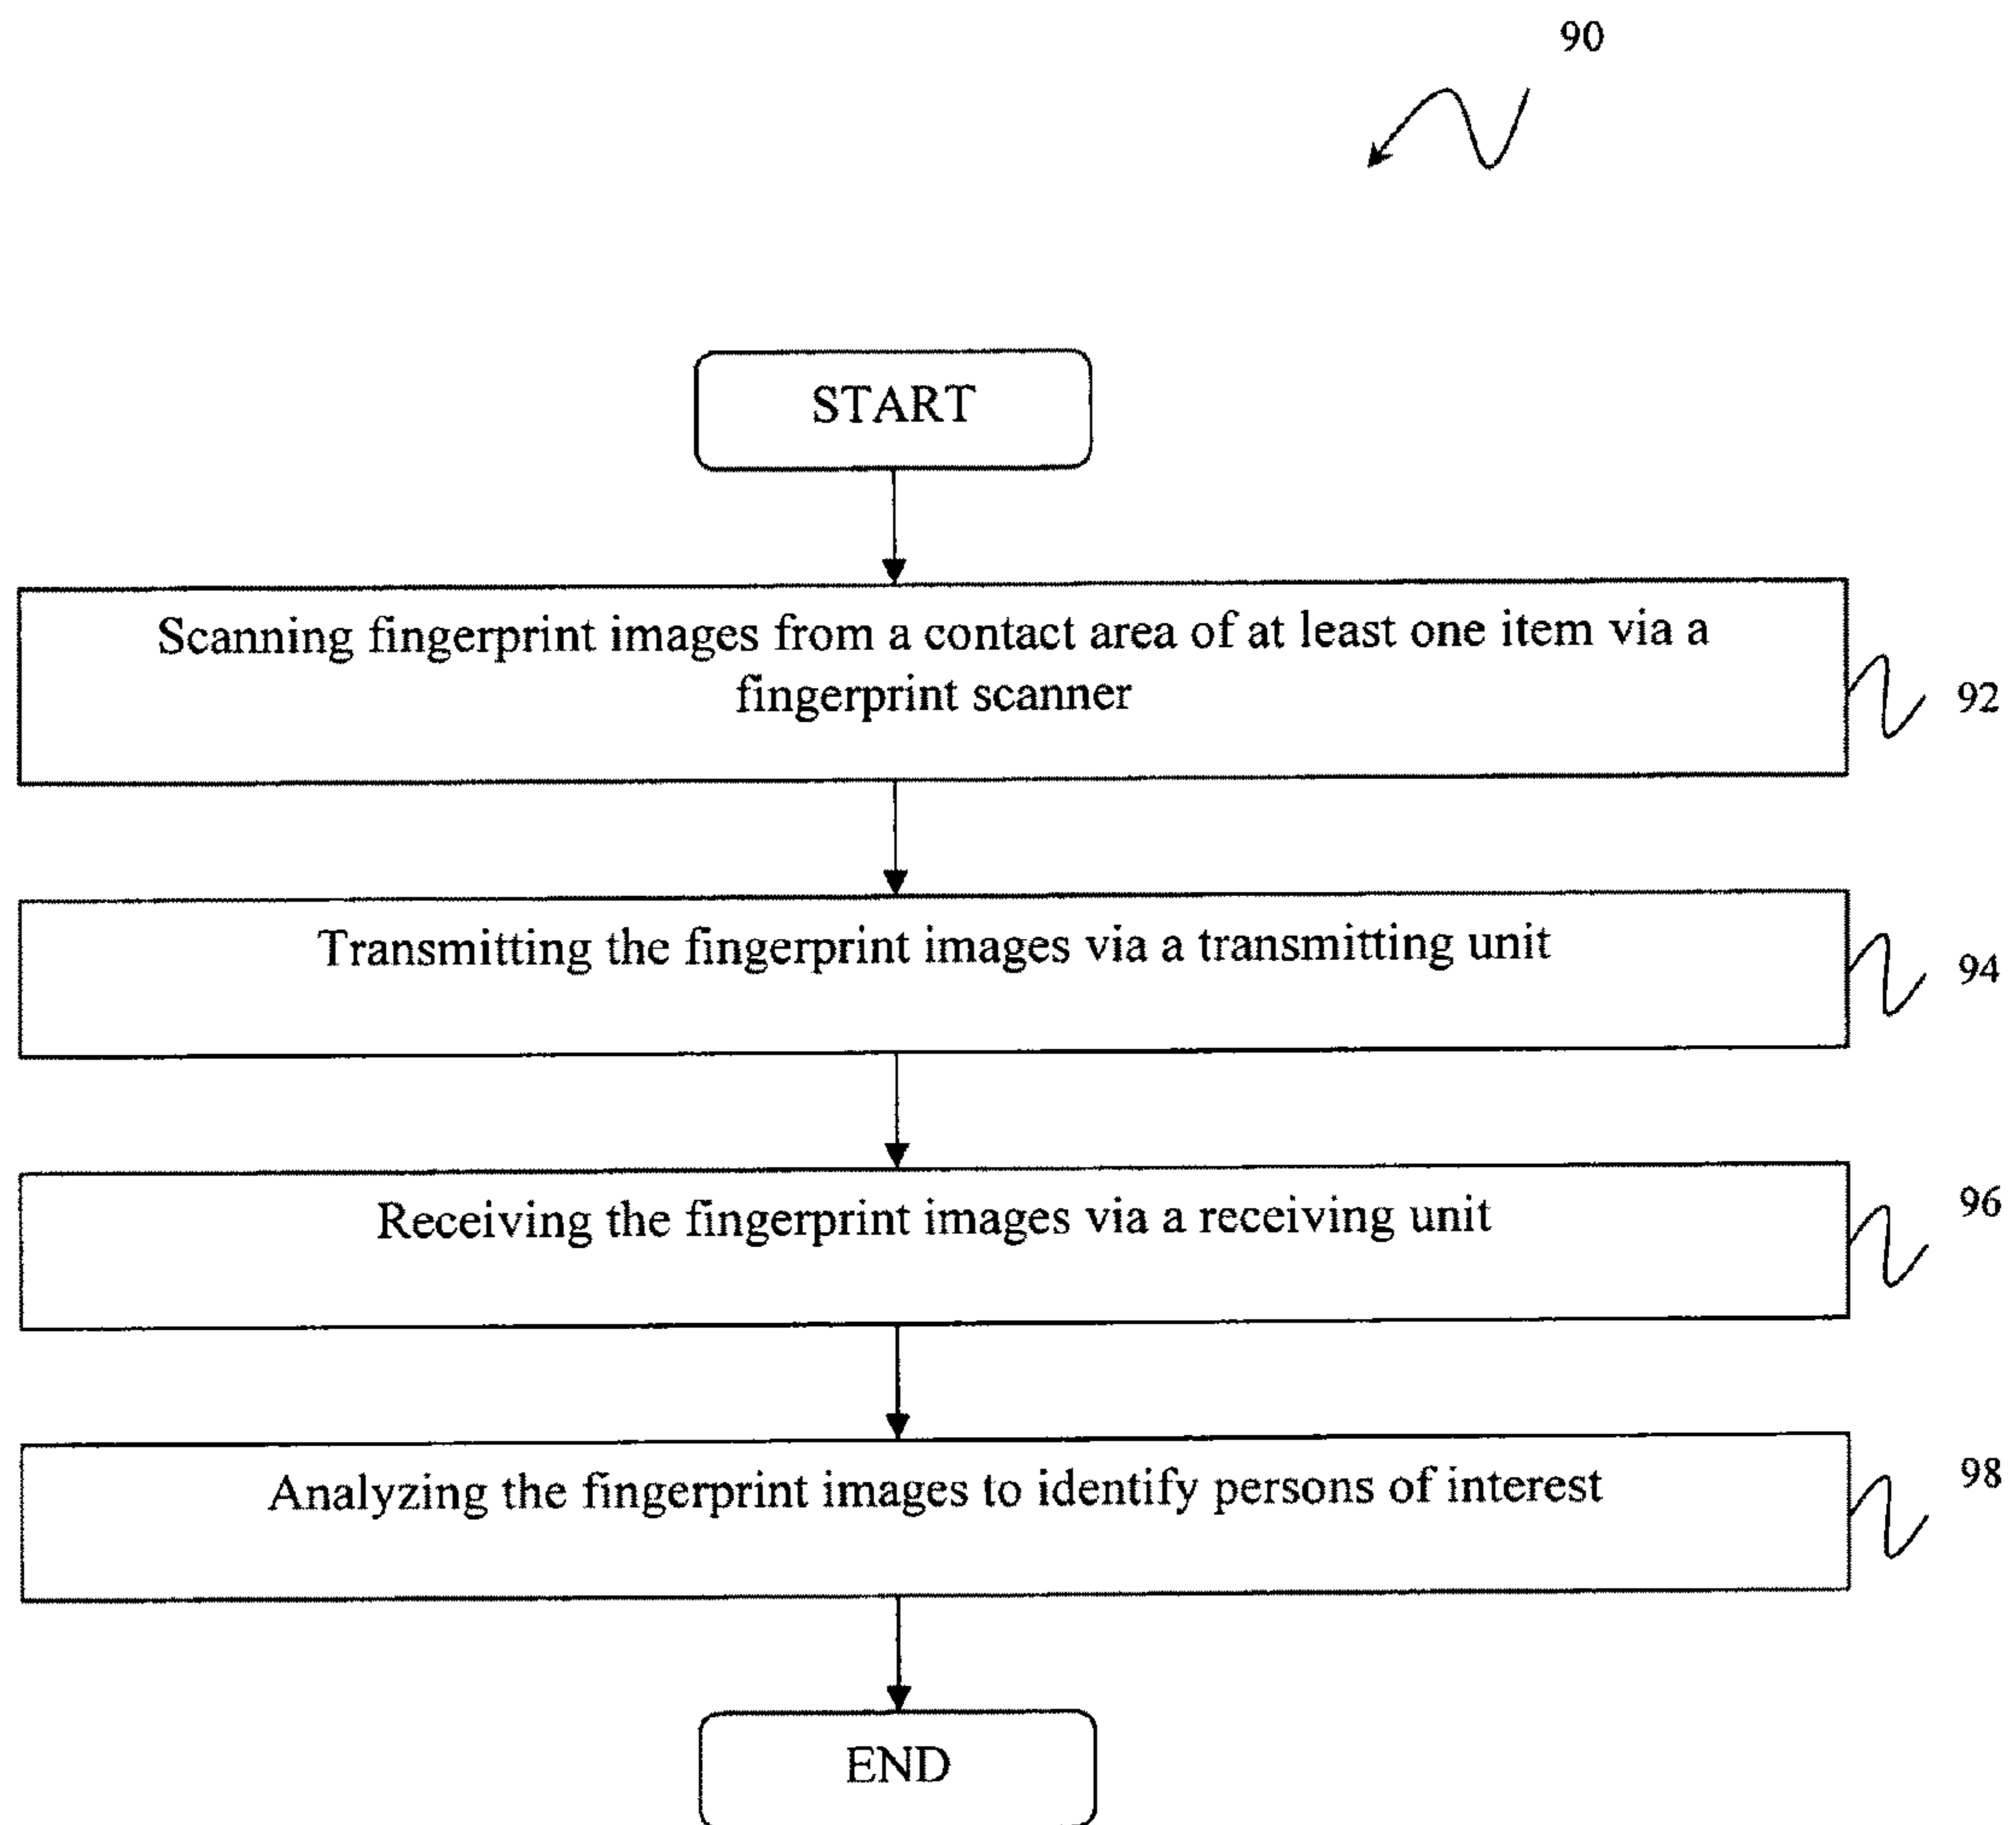 90
START
Scanning fingerprint images from a contact area of at least one item via a
fingerprint scanner
92
Transmitting the fingerprint images via a transmitting unit
94
Receiving the fingerprint images via a receiving unit
96
Analyzing the fingerprint images to identify persons of interest
98
END